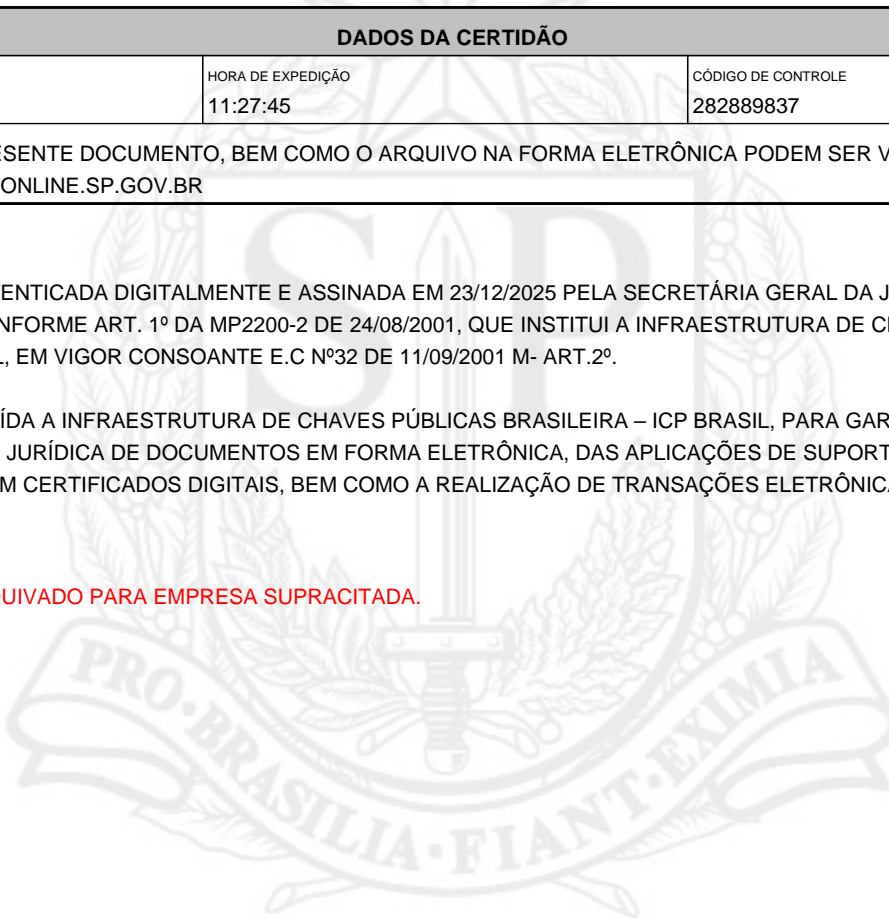 DADOS DA CERTIDÃO
HORA DE EXPEDIÇÃO
CÓDIGO DE CONTROLE
11:27:45
282889837
ESENTE DOCUMENTO, BEM COMO O ARQUIVO NA FORMA ELETRÔNICA PODEM SER V
ONLINE.SP.GOV.BR
SP
TENTICADA DIGITALMENTE E ASSINADA EM 23/12/2025 PELA SECRETÁRIA GERAL DA J
NFORME ART. 1º DA MP2200-2 DE 24/08/2001, QUE INSTITUI A INFRAESTRUTURA DE C
L, EM VIGOR CONSOANTE E.C Nº32 DE 11/09/2001 M- ART.2º.
ÍDA A INFRAESTRUTURA DE CHAVES PÚBLICAS BRASILEIRA – ICP BRASIL, PARA GAR
JURÍDICA DE DOCUMENTOS EM FORMA ELETRÔNICA, DAS APLICAÇÕES DE SUPORT
M CERTIFICADOS DIGITAIS, BEM COMO A REALIZAÇÃO DE TRANSAÇÕES ELETRÔNICA
QUIVADO PARA EMPRESA SUPRACITADA.
PRO·BRASILIA·FIANT·EXIMIA